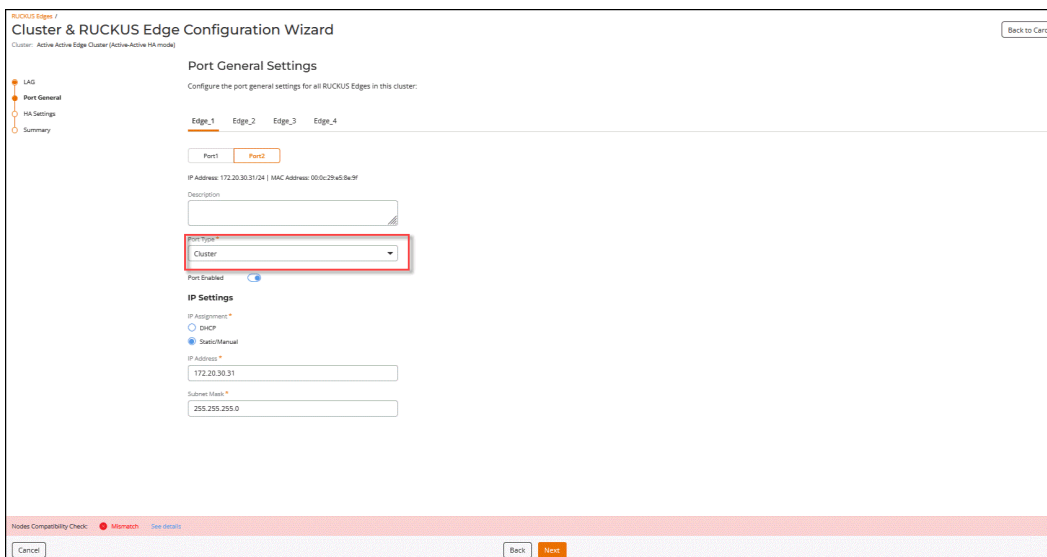 RUCKUS Edges /
Cluster & RUCKUS Edge Configuration Wizard
Back to Card
Cluster: Active Active Edge Cluster (Active-Active HA mode)
Port General Settings
LAG
Port General
HA Settings
Summary
Configure the port general settings for all RUCKUS Edges in this cluster:
Edge_1 Edge_2 Edge_3 Edge_4
Port1 Port2
IP Address: 172.20.30.31/24 | MAC Address: 00:0c:29:e5:8e:9f
Description
Port Type *
Cluster
Port Enabled
IP Settings
IP Assignment *
DHCP
Static/Manual
IP Address *
172.20.30.31
Subnet Mask *
255.255.255.0
Nodes Compatibility Check: Mismatch See details
Cancel Back Next